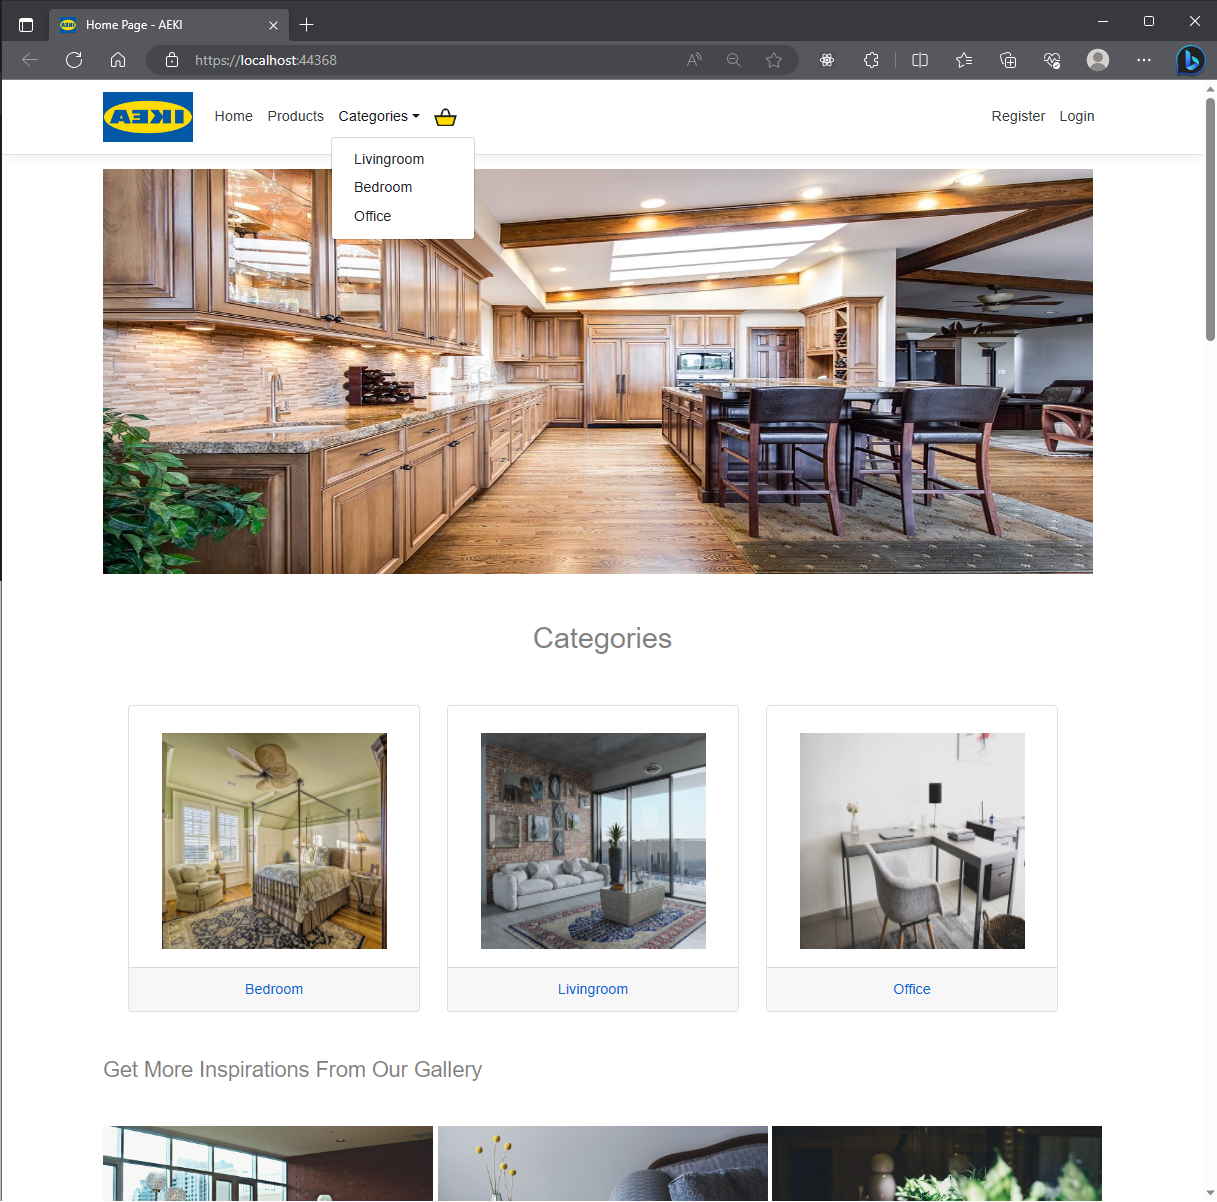 Home Page - AEKI
https://localhost:44368
IKEA
Home Products Categories Register Login
Livingroom
Bedroom
Office
Categories
Bedroom Livingroom Office
Get More Inspirations From Our Gallery